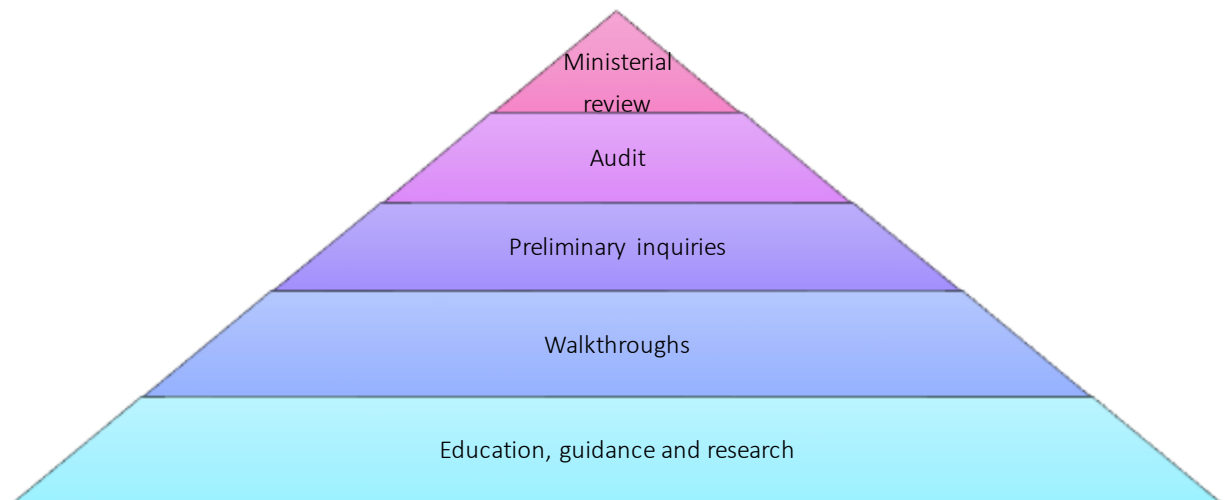 Ministerial
review
Audit
Preliminary inquiries
Walkthroughs
Education, guidance and research